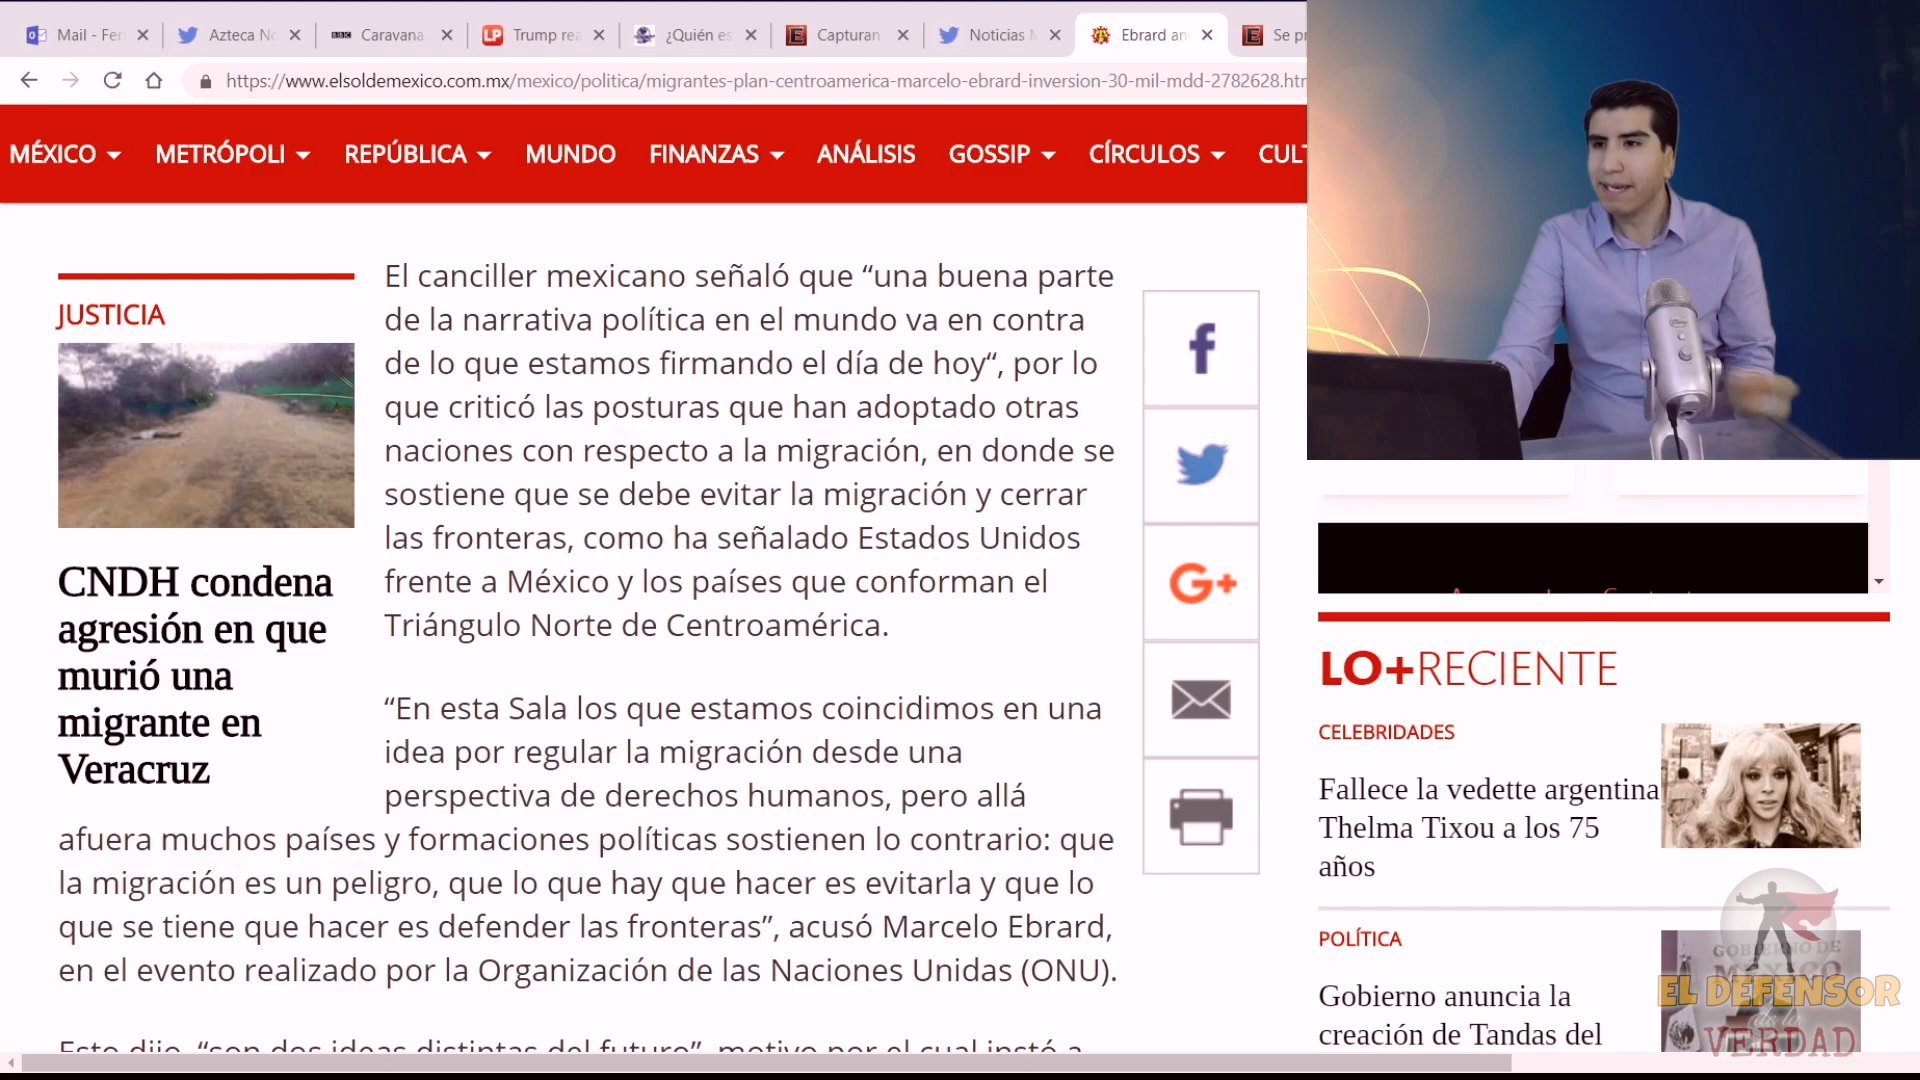 Mail - Fer
Azteca No
BBC Caravana
LP Trump rea
¿Quién es
E Capturan
Noticias M
Ebrard an
E Se pr
https://www.elsoldemexico.com.mx/mexico/politica/migrantes-plan-centroamerica-marcelo-ebrard-inversion-30-mil-mdd-2782628.htm
MÉXICO METRÓPOLI REPÚBLICA MUNDO FINANZAS ANÁLISIS GOSSIP CÍRCULOS CULT
JUSTICIA
CNDH condena
agresión en que
murió una
migrante en
Veracruz
El canciller mexicano señaló que “una buena parte
de la narrativa política en el mundo va en contra
de lo que estamos firmando el día de hoy“, por lo
que criticó las posturas que han adoptado otras
naciones con respecto a la migración, en donde se
sostiene que se debe evitar la migración y cerrar
las fronteras, como ha señalado Estados Unidos
frente a México y los países que conforman el
Triángulo Norte de Centroamérica.
“En esta Sala los que estamos coincidimos en una
idea por regular la migración desde una
perspectiva de derechos humanos, pero allá
afuera muchos países y formaciones políticas sostienen lo contrario: que
la migración es un peligro, que lo que hay que hacer es evitarla y que lo
que se tiene que hacer es defender las fronteras”, acusó Marcelo Ebrard,
en el evento realizado por la Organización de las Naciones Unidas (ONU).
Esto dijo, “son dos ideas distintas del futuro”, motivo por el cual instó a
f
G+
LO+RECIENTE
CELEBRIDADES
Fallece la vedette argentina
Thelma Tixou a los 75
años
POLÍTICA
Gobierno anuncia la
creación de Tandas del
GOBIERNO DE
MÉXICO
EL DEFENSOR
de la
VERDAD